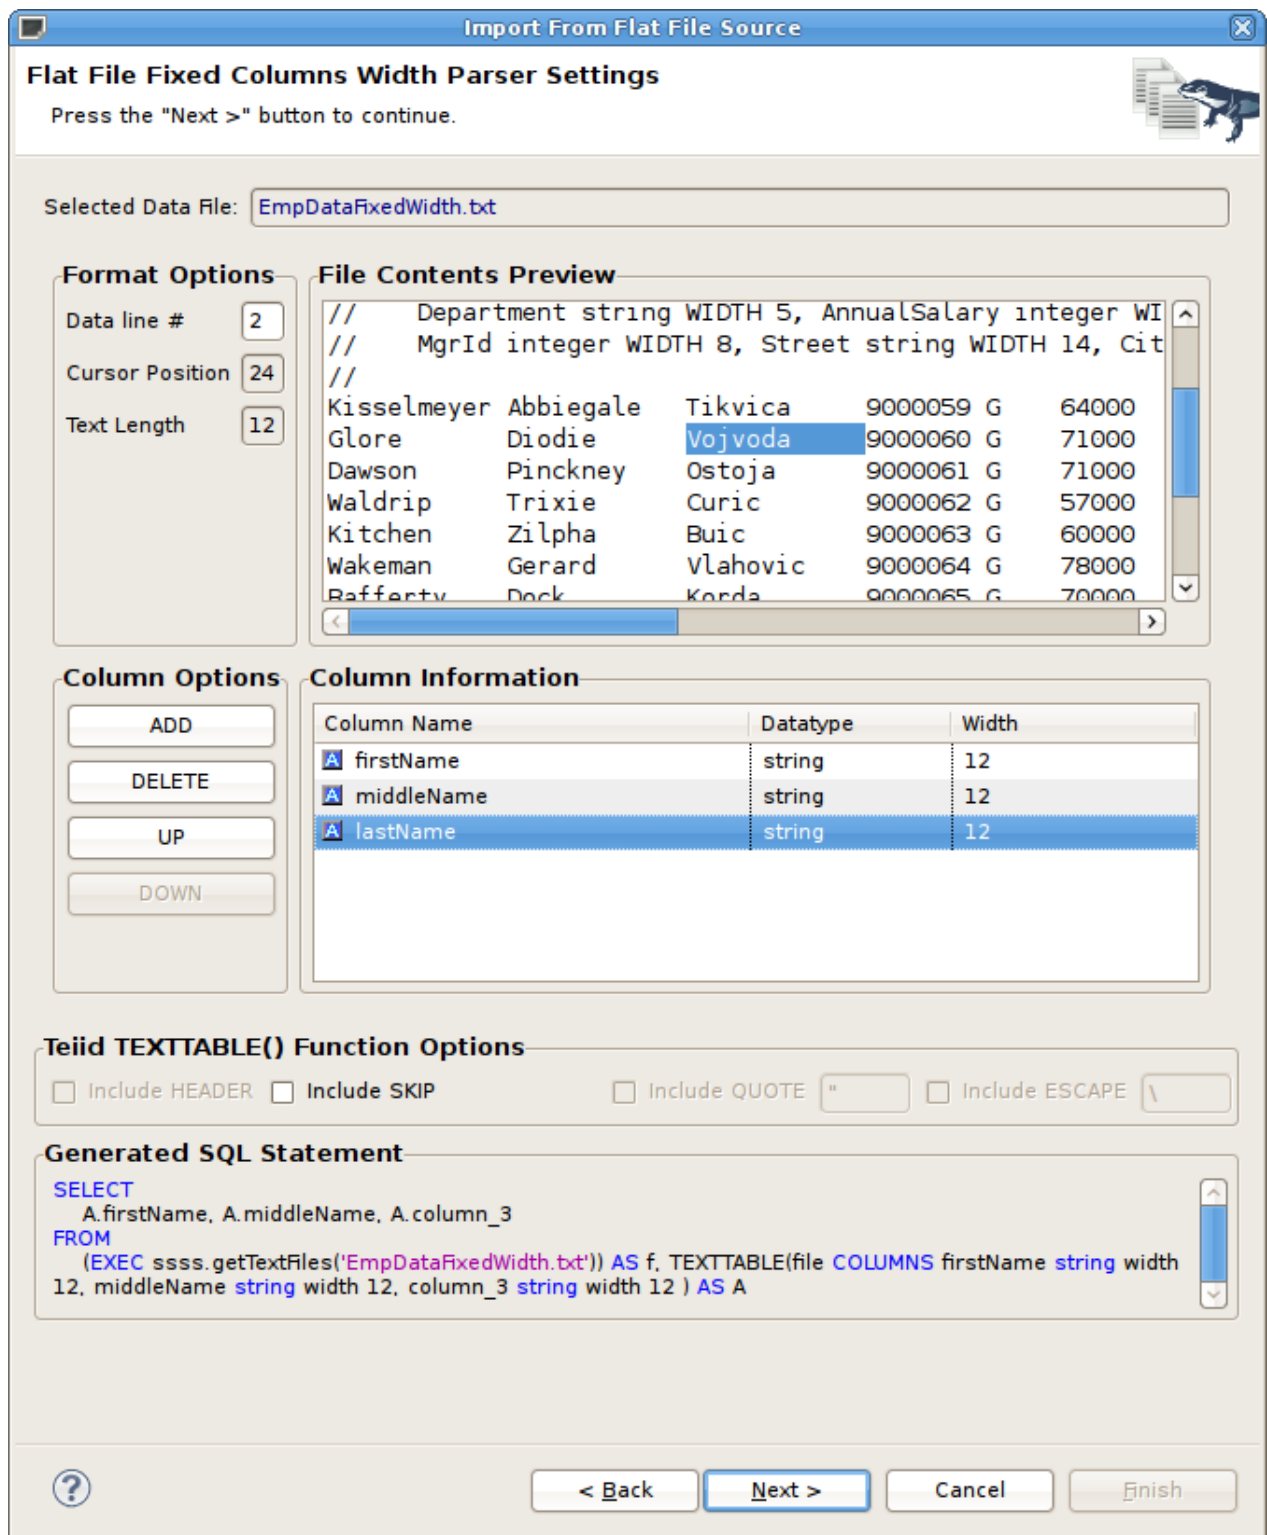 Import From Flat File Source
Flat File Fixed Columns Width Parser Settings
Press the "Next >" button to continue.
Selected Data File: EmpDataFixedWidth.txt
Format Options
Data line # 2
Cursor Position 24
Text Length 12
File Contents Preview
// Department string WIDTH 5, AnnualSalary integer WI
// MgrId integer WIDTH 8, Street string WIDTH 14, Cit
//
Kisselmeyer Abbiegale Tikvica 9000059 G 64000
Glore Diodie Vojvoda 9000060 G 71000
Dawson Pinckney Ostoja 9000061 G 71000
Waldrip Trixie Curic 9000062 G 57000
Kitchen Zilpha Buic 9000063 G 60000
Wakeman Gerard Vlahovic 9000064 G 78000
Rafferty Dock Korda 9000065 G 70000
Column Options
ADD
DELETE
UP
DOWN
Column Information
Column Name Datatype Width
firstName string 12
middleName string 12
lastName string 12
Teiid TEXTTABLE() Function Options
Include HEADER Include SKIP Include QUOTE " Include ESCAPE \
Generated SQL Statement
SELECT
A.firstName, A.middleName, A.column_3
FROM
(EXEC ssss.getTextFiles('EmpDataFixedWidth.txt')) AS f, TEXTTABLE(file COLUMNS firstName string width
12, middleName string width 12, column_3 string width 12 ) AS A
? < Back Next > Cancel Finish